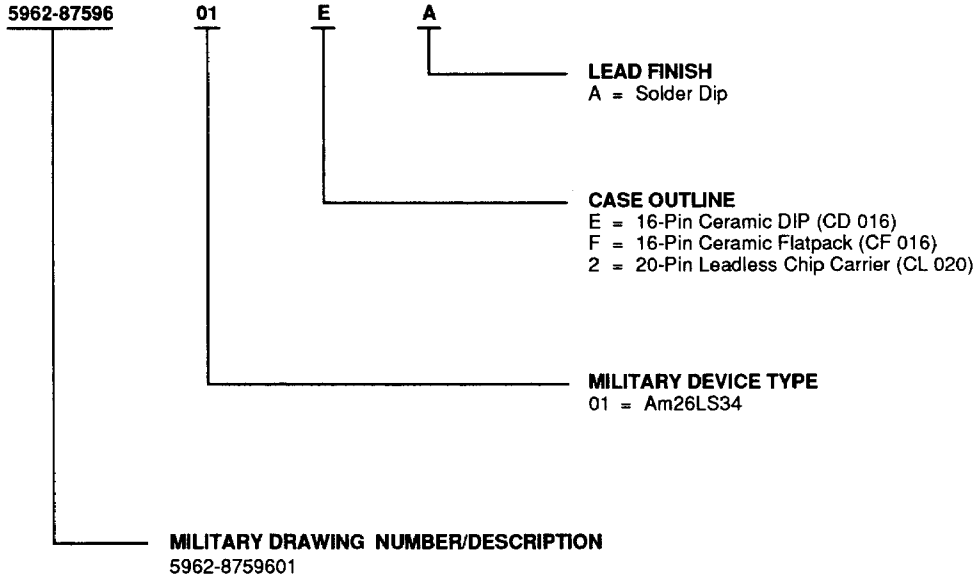 5962-87596 01 E A
LEAD FINISH
A = Solder Dip
CASE OUTLINE
E = 16-Pin Ceramic DIP (CD 016)
F = 16-Pin Ceramic Flatpack (CF 016)
2 = 20-Pin Leadless Chip Carrier (CL 020)
MILITARY DEVICE TYPE
01 = Am26LS34
MILITARY DRAWING NUMBER/DESCRIPTION
5962-8759601